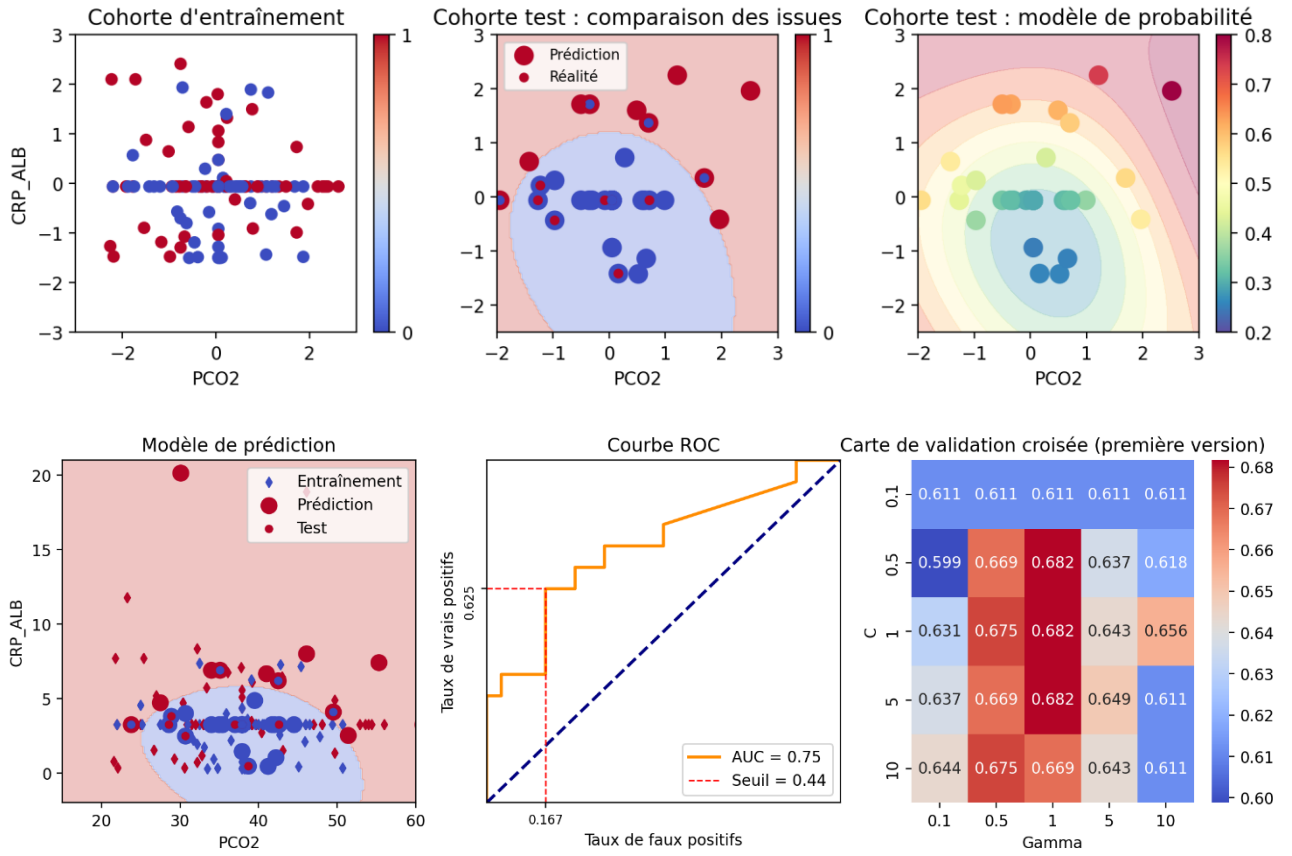 Cohorte d'entraînement
CRP_ALB
3
2
1
0
−1
−2
−3
−2
0
2
PCO2
1
0
Cohorte test : comparaison des issues
Prédiction
Réalité
3
2
1
0
−1
−2
−2
−1
0
1
2
3
PCO2
1
0
Cohorte test : modèle de probabilité
3
2
1
0
−1
−2
−2
−1
0
1
2
3
PCO2
0.8
0.7
0.6
0.5
0.4
0.3
0.2
Modèle de prédiction
Entraînement
Prédiction
Test
CRP_ALB
20
15
10
5
0
20
30
40
50
60
PCO2
Courbe ROC
Taux de vrais positifs
0.625
AUC = 0.75
Seuil = 0.44
0.167
Taux de faux positifs
Carte de validation croisée (première version)
C
0.1 0.611 0.611 0.611 0.611 0.611
0.5 0.599 0.669 0.682 0.637 0.618
1 0.631 0.675 0.682 0.643 0.656
5 0.637 0.669 0.682 0.649 0.611
10 0.644 0.675 0.669 0.643 0.611
0.1 0.5 1 5 10
Gamma
0.68
0.67
0.66
0.65
0.64
0.63
0.62
0.61
0.60